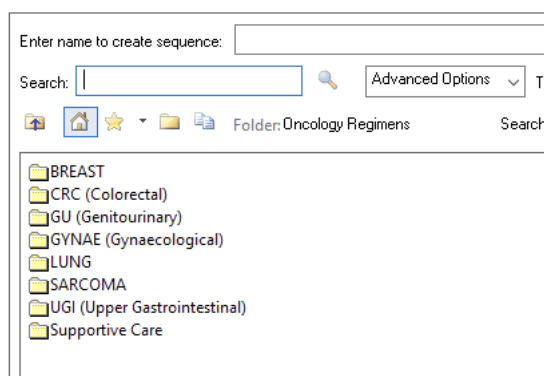 Enter name to create sequence:
Search: Advanced Options T
Folder: Oncology Regimens Search
BREAST
CRC (Colorectal)
GU (Genitourinary)
GYNAE (Gynaecological)
LUNG
SARCOMA
UGI (Upper Gastrointestinal)
Supportive Care